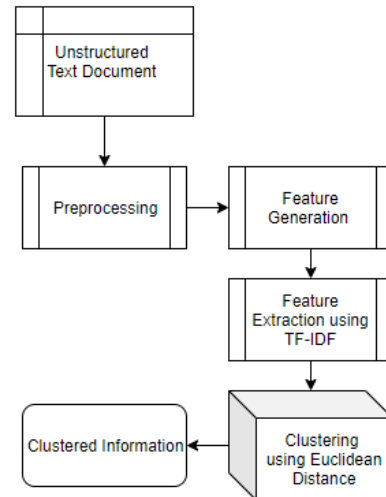 Unstructured
Text Document
Preprocessing
Feature
Generation
Feature
Extraction using
TF-IDF
Clustering
using Euclidean
Distance
Clustered Information